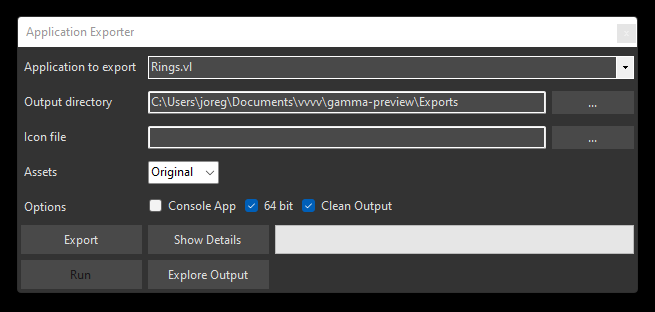 Application Exporter x
Application to export Rings.vl
Output directory C:\Users\joreg\Documents\vvvv\gamma-preview\Exports ...
Icon file ...
Assets Original
Options Console App 64 bit Clean Output
Export Show Details
Run Explore Output